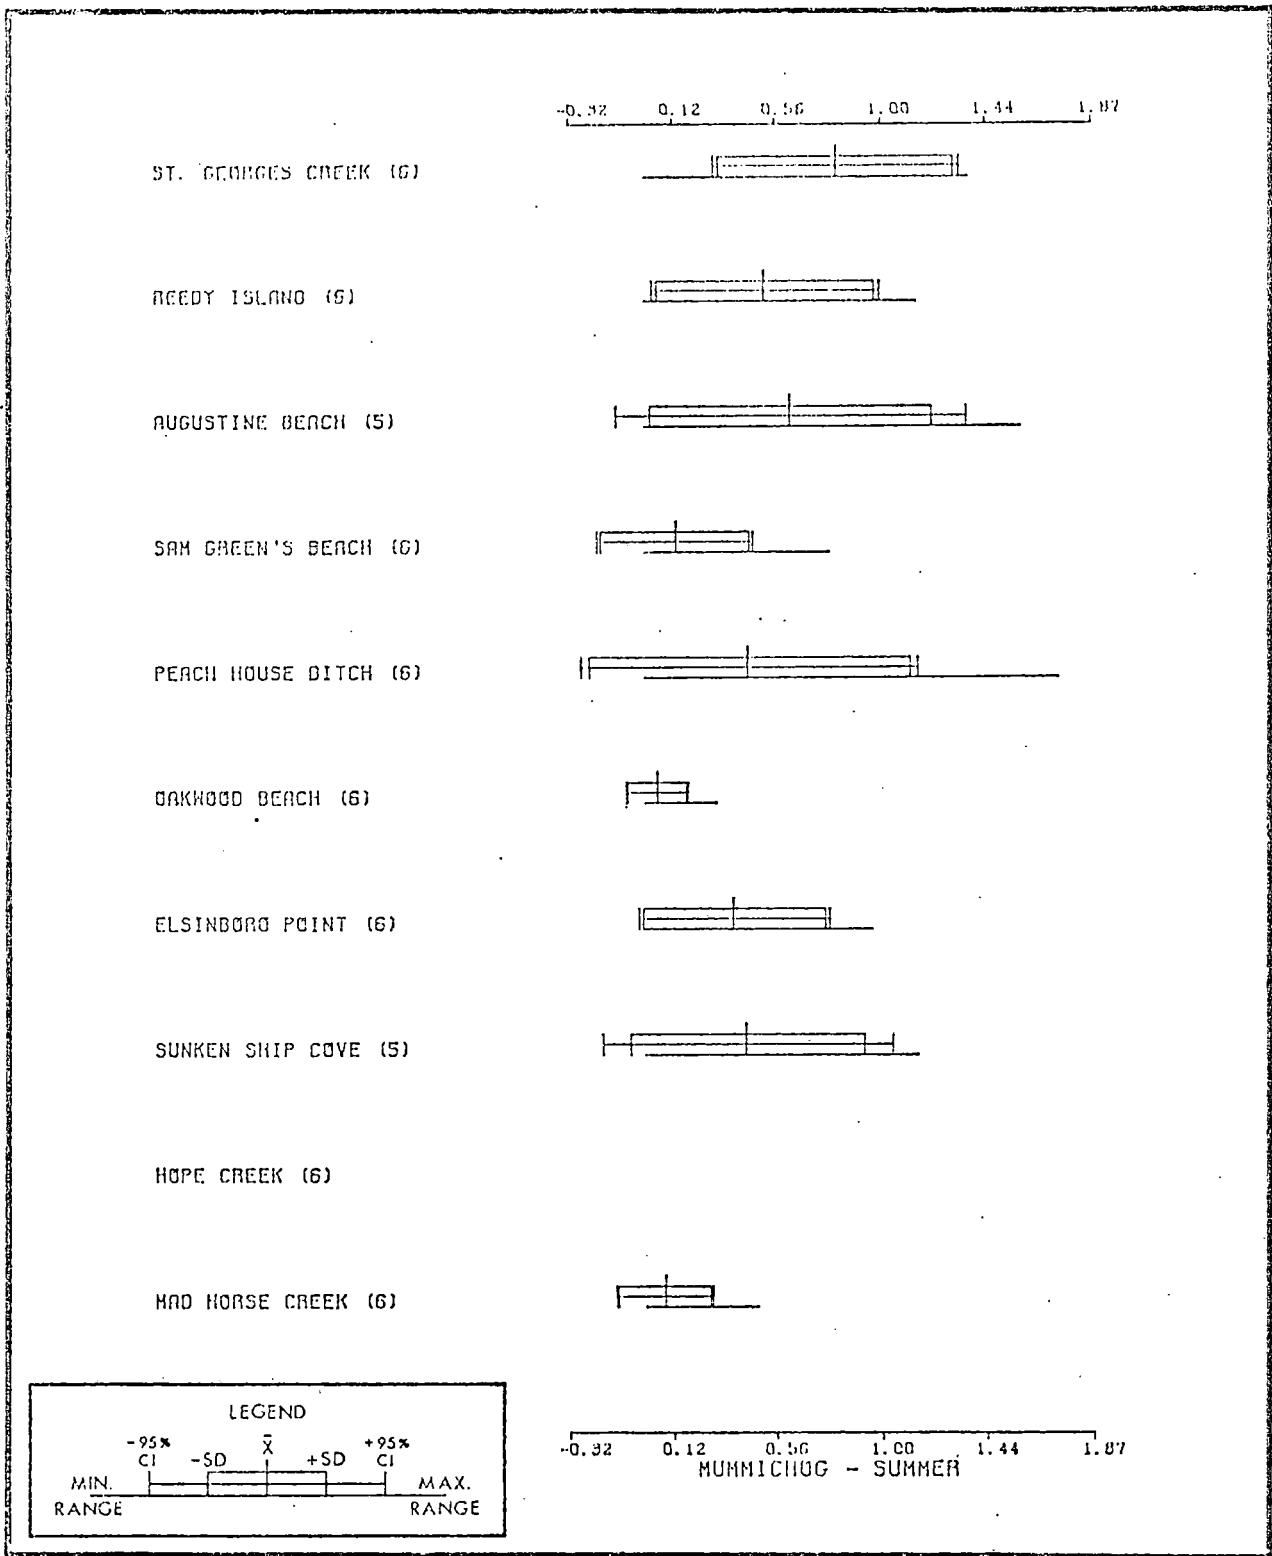 -0.32 0.12 0.56 1.00 1.44 1.87
ST. GEORGES CREEK (6)
REEDY ISLAND (6)
AUGUSTINE BEACH (5)
SAM GREEN'S BEACH (6)
PEACH HOUSE DITCH (6)
OAKWOOD BEACH (6)
ELSINBORO POINT (6)
SUNKEN SHIP COVE (5)
HOPE CREEK (6)
MAD HORSE CREEK (6)
LEGEND
-95% CI -SD X̄ +SD +95% CI
MIN. RANGE MAX. RANGE
-0.32 0.12 0.56 1.00 1.44 1.87
MUMMICHOG - SUMMER